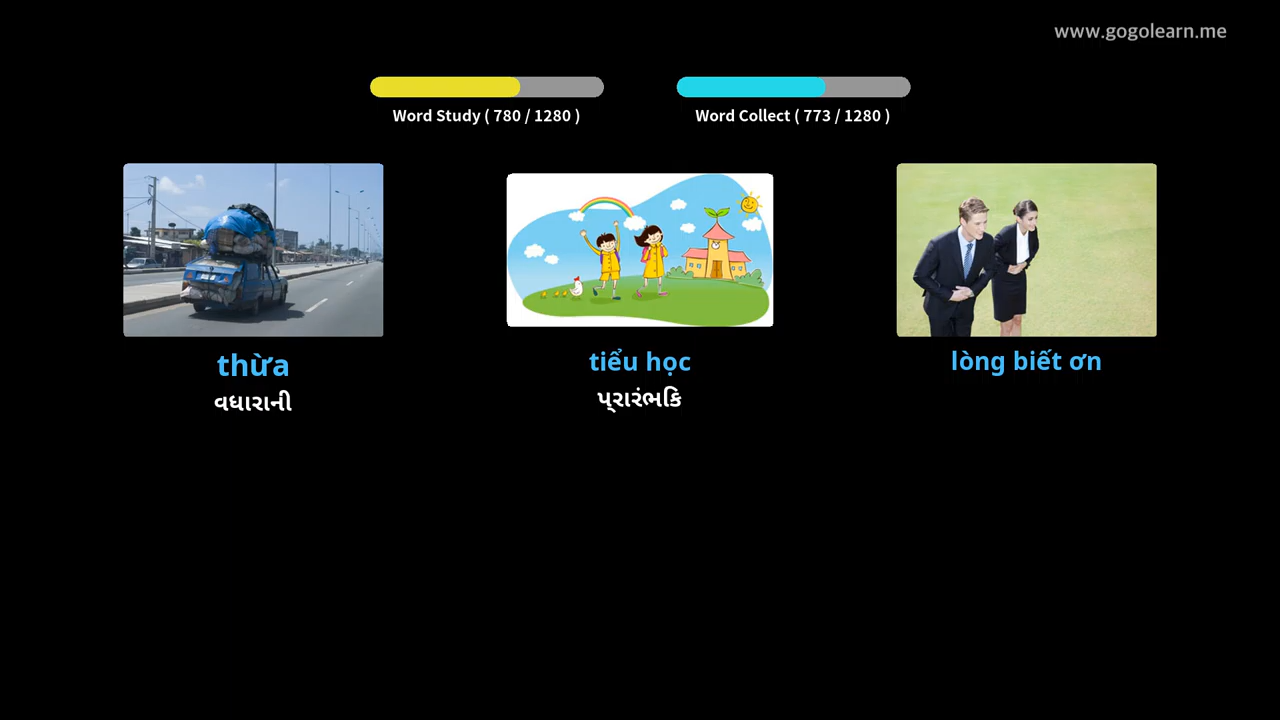 www.gogolearn.me
Word Study ( 780 / 1280 )
Word Collect ( 773 / 1280 )
thừa
tiểu học
lòng biết ơn
વધારાની
પ્રારંભિક